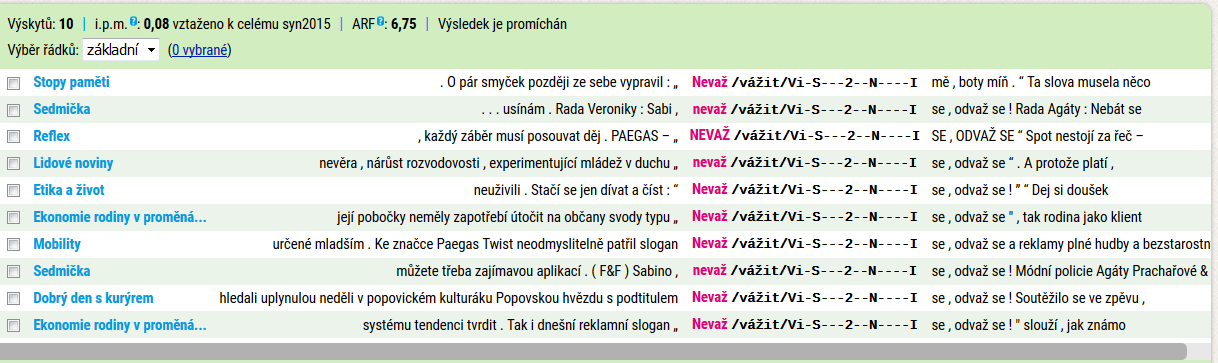 Výskytů: 10 | i.p.m.?: 0,08 vztaženo k celému syn2015 | ARF?: 6,75 | Výsledek je promíchán
Výběr řádků: základní (0 vybrané)
Stopy paměti . O pár smyček později ze sebe vypravil : „ Nevaž /vážit/Vi-S---2--N----I mě , boty míň . “ Ta slova musela něco
Sedmička . . . usínám . Rada Veroniky : Sabi , nevaž /vážit/Vi-S---2--N----I se , odvaž se ! Rada Agáty : Nebát se
Reflex , každý záběr musí posouvat děj . PAEGAS – „ NEVAŽ /vážit/Vi-S---2--N----I SE , ODVAŽ SE “ Spot nestojí za řeč –
Lidové noviny nevěra , nárůst rozvodovosti , experimentující mládež v duchu „ nevaž /vážit/Vi-S---2--N----I se , odvaž se “ . A protože platí ,
Etika a život neuživili . Stačí se jen dívat a číst : “ Nevaž /vážit/Vi-S---2--N----I se , odvaž se ! ” “ Dej si doušek
Ekonomie rodiny v proměná... její pobočky neměly zapotřebí útočit na občany svody typu „ Nevaž /vážit/Vi-S---2--N----I se , odvaž se " , tak rodina jako klient
Mobility určené mladším . Ke značce Paegas Twist neodmyslitelně patřil slogan Nevaž /vážit/Vi-S---2--N----I se , odvaž se a reklamy plné hudby a bezstarostn
Sedmička můžete třeba zajímavou aplikací . ( F&F ) Sabino , nevaž /vážit/Vi-S---2--N----I se , odvaž se ! Módní policie Agáty Prachařové &
Dobrý den s kurýrem hledali uplynulou neděli v popovickém kulturáku Popovskou hvězdu s podtitulem Nevaž /vážit/Vi-S---2--N----I se , odvaž se ! Soutěžilo se ve zpěvu ,
Ekonomie rodiny v proměná... systému tendenci tvrdit . Tak i dnešní reklamní slogan „ Nevaž /vážit/Vi-S---2--N----I se , odvaž se ! " slouží , jak známo